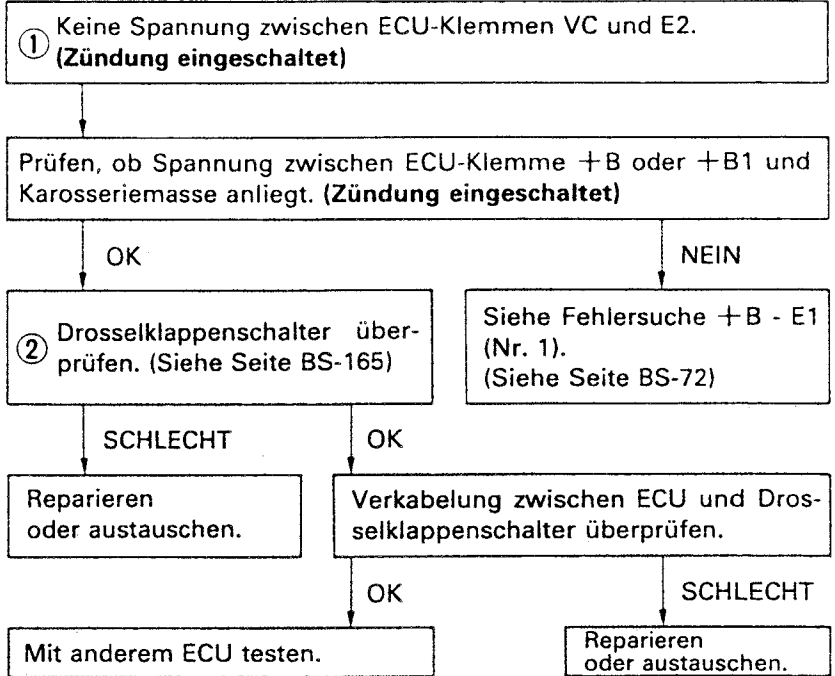 ① Keine Spannung zwischen ECU-Klemmen VC und E2.
(Zündung eingeschaltet)
Prüfen, ob Spannung zwischen ECU-Klemme +B oder +B1 und
Karosseriemasse anliegt. (Zündung eingeschaltet)
OK
NEIN
② Drosselklappenschalter über-
prüfen. (Siehe Seite BS-165)
Siehe Fehlersuche +B - E1
(Nr. 1).
(Siehe Seite BS-72)
SCHLECHT
OK
Reparieren
oder austauschen.
Verkabelung zwischen ECU und Dros-
selklappenschalter überprüfen.
OK
SCHLECHT
Mit anderem ECU testen.
Reparieren
oder austauschen.